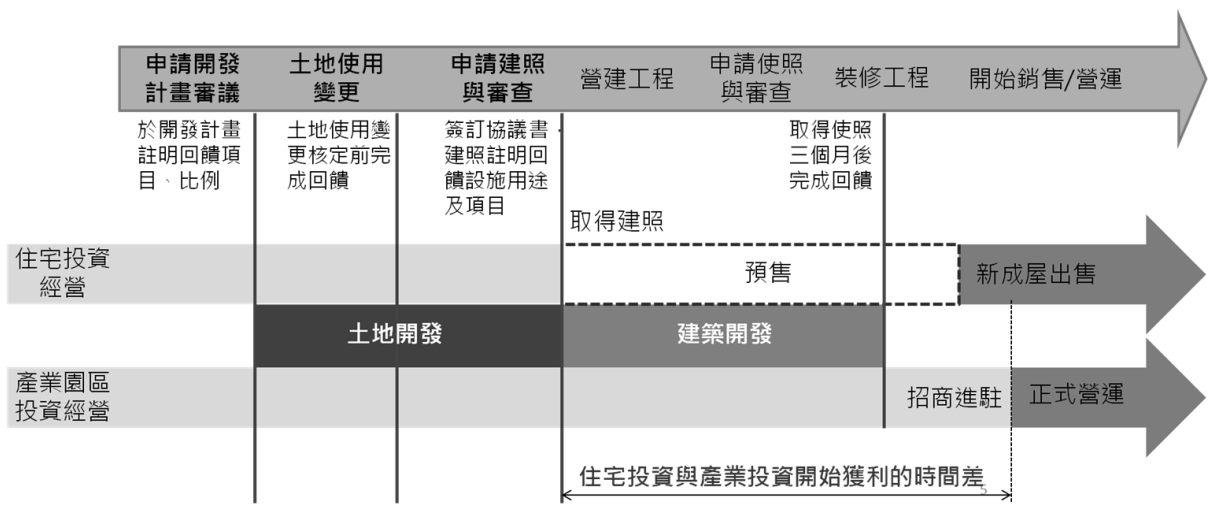 申請開發
計畫審議
土地使用
變更
申請建照
與審查
營建工程
申請使照
與審查
裝修工程
開始銷售/營運
於開發計畫
註明回饋項
目、比例
土地使用變
更核定前完
成回饋
簽訂協議書、
建照註明回
饋設施用途
及項目
取得使照
三個月後
完成回饋
取得建照
住宅投資
經營
預售
新成屋出售
土地開發
建築開發
產業園區
投資經營
招商進駐
正式營運
住宅投資與產業投資開始獲利的時間差
5